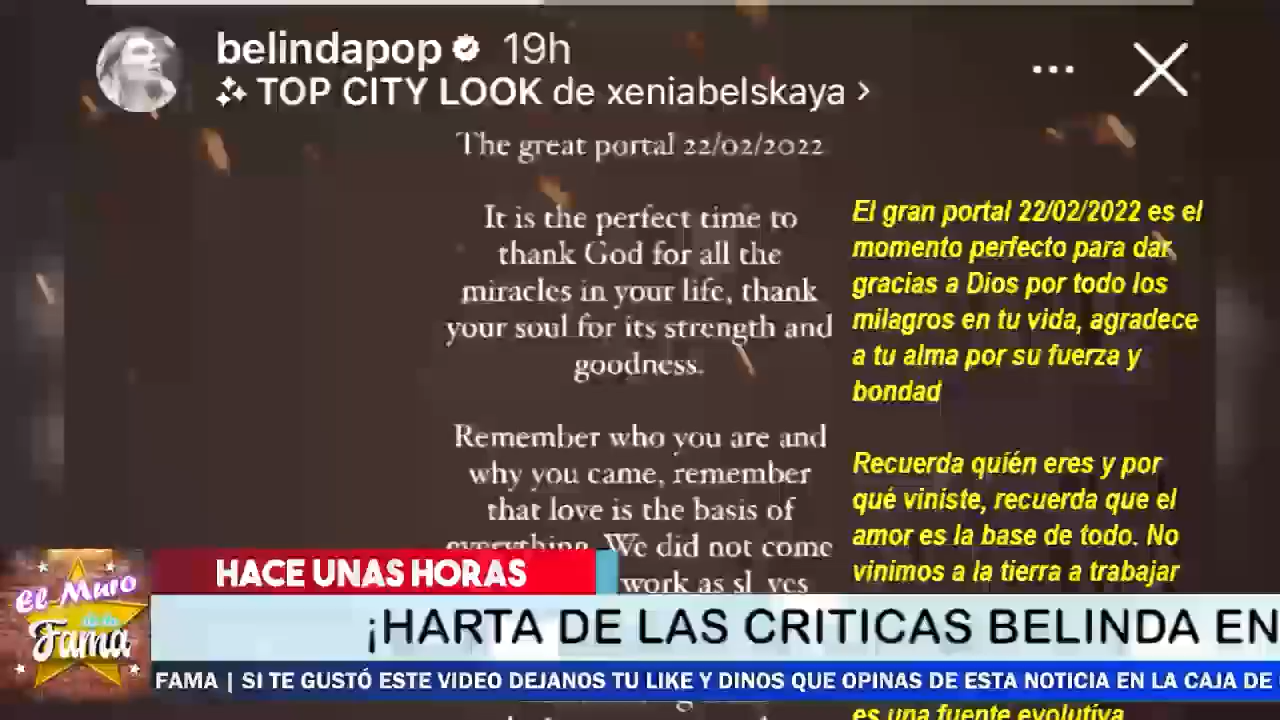 belindapop 19h
TOP CITY LOOK de xeniabelskaya >
The great portal 22/02/2022
It is the perfect time to
thank God for all the
miracles in your life, thank
your soul for its strength and
goodness.
Remember who you are and
why you came, remember
that love is the basis of
everything. We did not come
work as sl yes
El gran portal 22/02/2022 es el
momento perfecto para dar
gracias a Dios por todo los
milagros en tu vida, agradece
a tu alma por su fuerza y
bondad
Recuerda quíén eres y por
qué viniste, recuerda que el
amor es la base de todo. No
vinimos a la tierra a trabajar
es una fuente evolutiva
HACE UNAS HORAS
El Muro
de la
Fama
¡HARTA DE LAS CRITICAS BELINDA EN
FAMA | SI TE GUSTÓ ESTE VIDEO DEJANOS TU LIKE Y DINOS QUE OPINAS DE ESTA NOTICIA EN LA CAJA DE